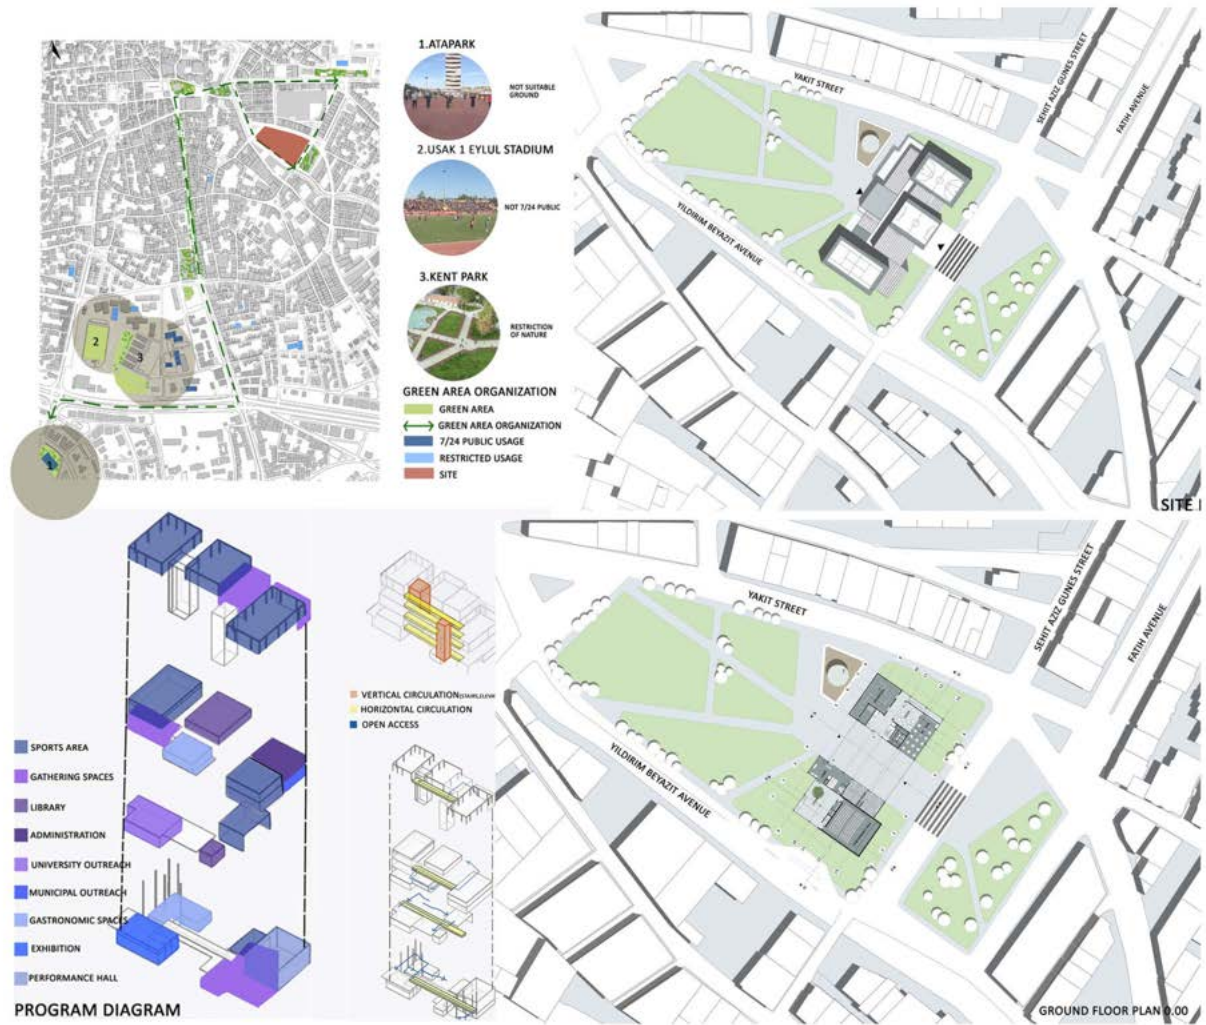 1.ATAPARK
NOT SUITABLE
GROUND
2.USAK 1 EYLUL STADIUM
NOT 7/24 PUBLIC
3.KENT PARK
RESTRICTION
OF NATURE
GREEN AREA ORGANIZATION
GREEN AREA
GREEN AREA ORGANIZATION
7/24 PUBLIC USAGE
RESTRICTED USAGE
SITE
2
3
1
YAKIT STREET
SEHIT AZIZ GUNES STREET
FATIH AVENUE
YILDIRIM BEYAZIT AVENUE
SITE
VERTICAL CIRCULATION
HORIZONTAL CIRCULATION
OPEN ACCESS
SPORTS AREA
GATHERING SPACES
LIBRARY
ADMINISTRATION
UNIVERSITY OUTREACH
MUNICIPAL OUTREACH
GASTRONOMIC SPACES
EXHIBITION
PERFORMANCE HALL
PROGRAM DIAGRAM
YAKIT STREET
SEHIT AZIZ GUNES STREET
FATIH AVENUE
YILDIRIM BEYAZIT AVENUE
GROUND FLOOR PLAN 0.00